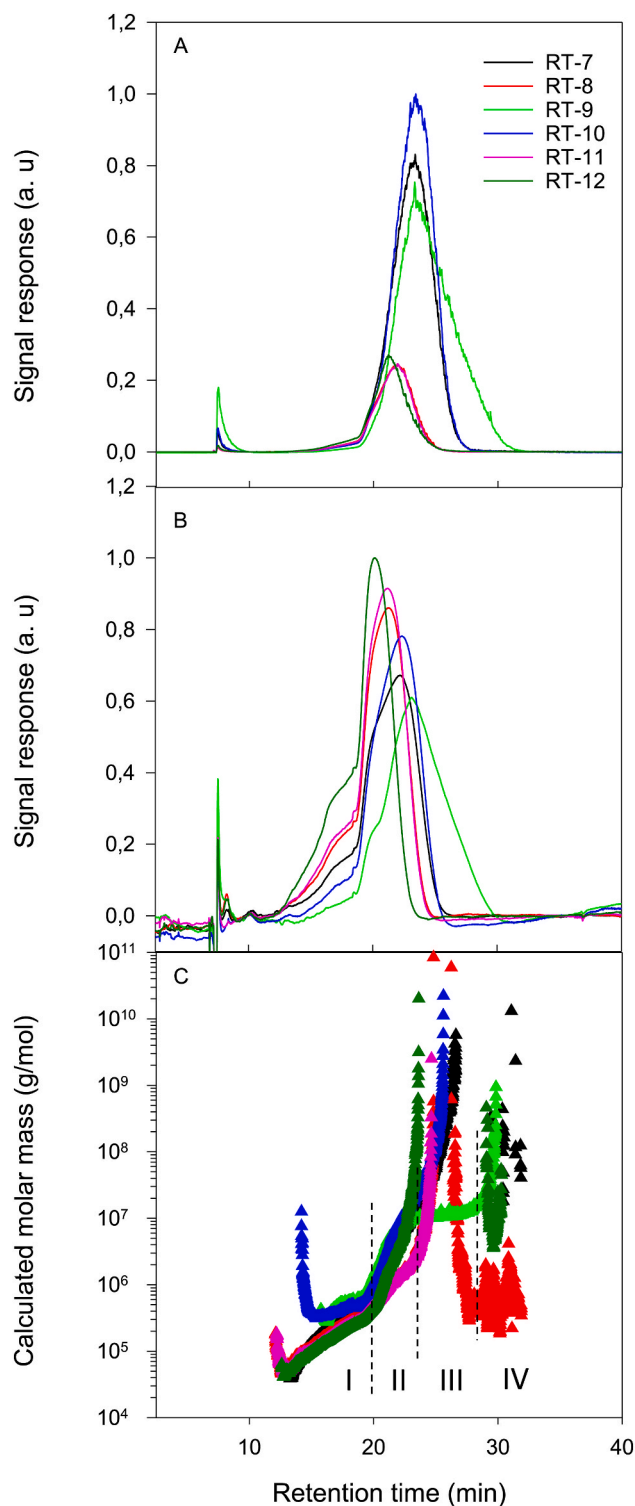 1,2
A
RT-7
RT-8
RT-9
RT-10
RT-11
RT-12
1,0
0,8
0,6
0,4
0,2
0,0
Signal response (a. u)
1,2
B
1,0
0,8
0,6
0,4
0,2
0,0
Signal response (a. u)
10¹¹
C
10¹⁰
10⁹
10⁸
10⁷
10⁶
10⁵
10⁴
Calculated molar mass (g/mol)
I II III IV
10 20 30 40
Retention time (min)